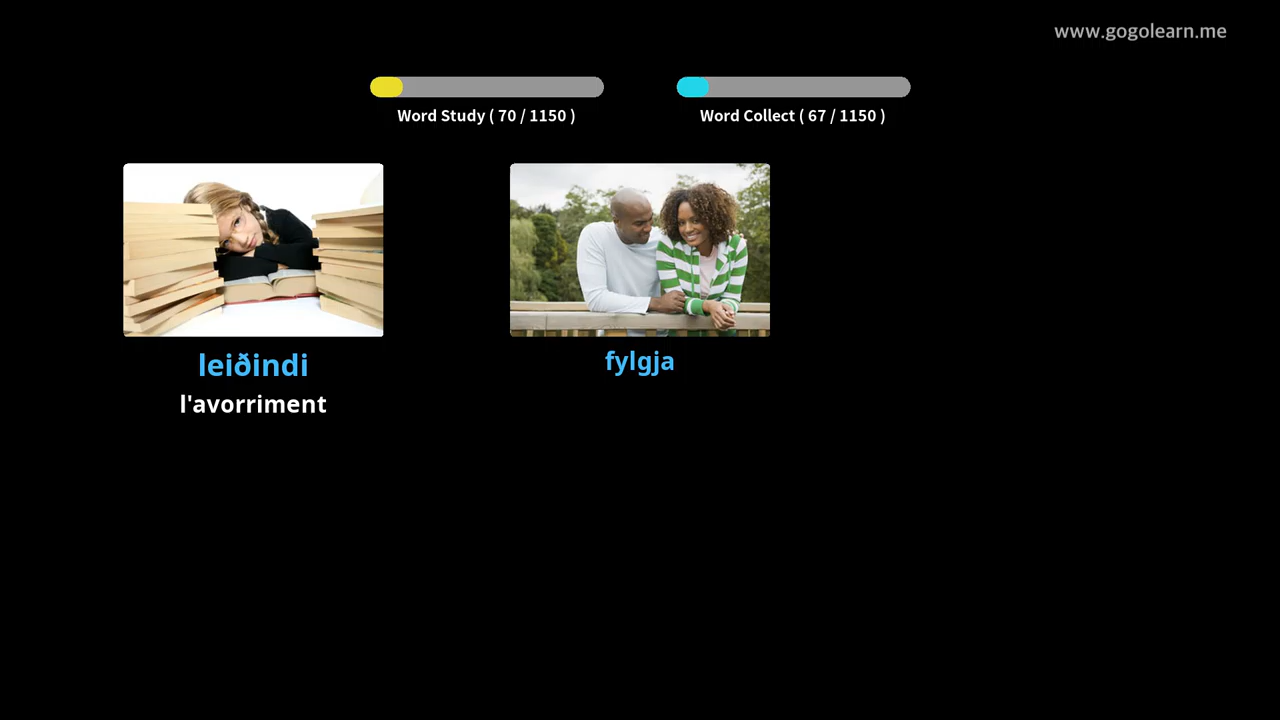 www.gogolearn.me
Word Study ( 70 / 1150 )
Word Collect ( 67 / 1150 )
leiðindi
l'avorriment
fylgja